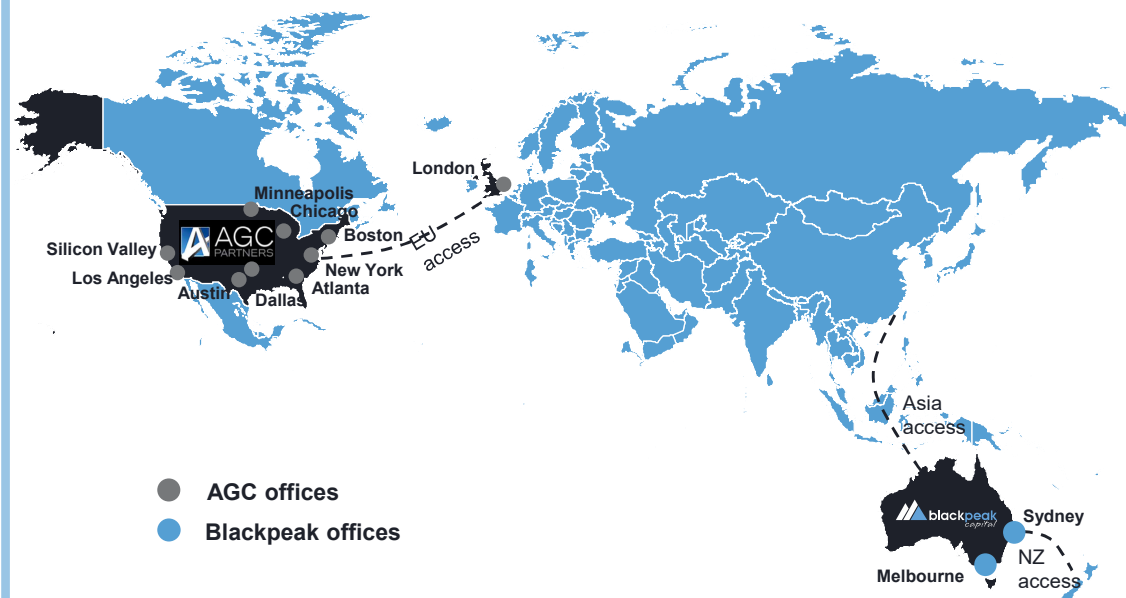 London
Minneapolis
Chicago
AGC
PARTNERS
Boston
EU
access
Silicon Valley
New York
Los Angeles
Atlanta
Austin
Dallas
Asia
access
AGC offices
Blackpeak offices
blackpeak
capital
Sydney
Melbourne
NZ
access